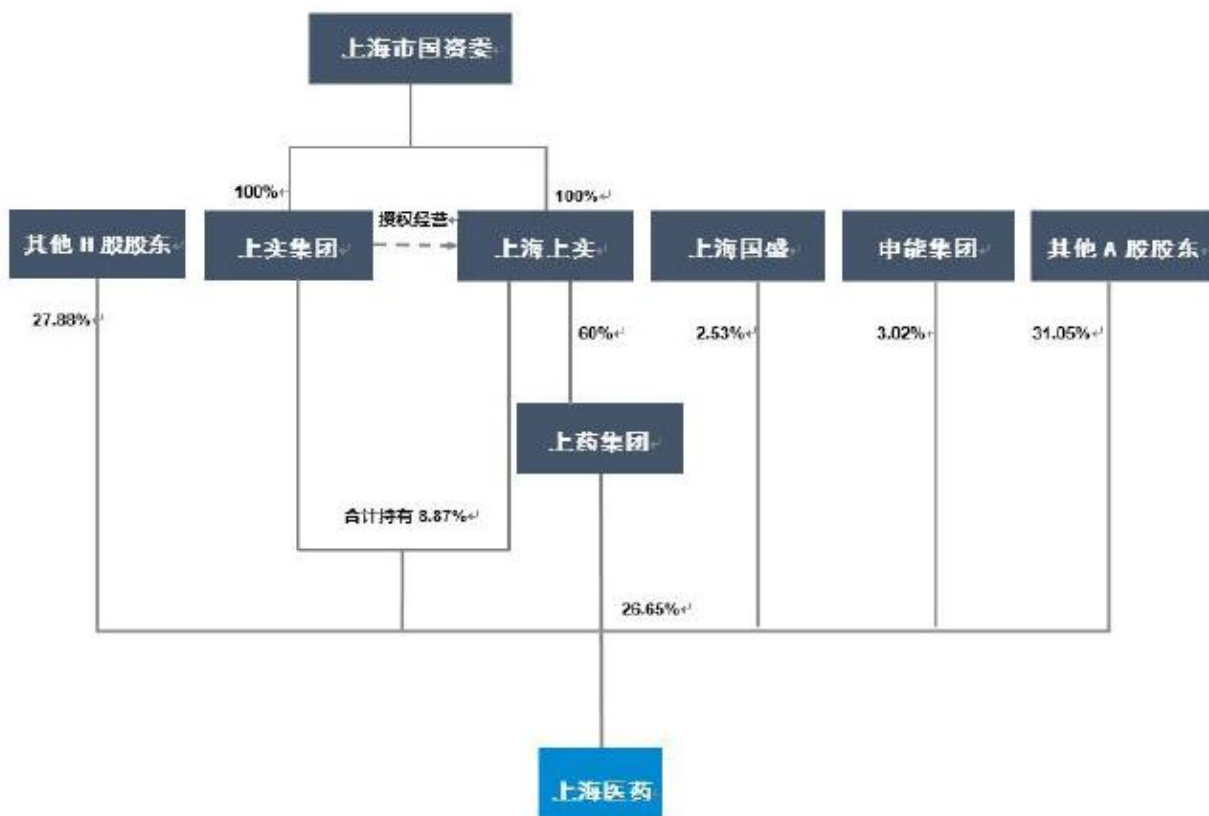 上海市国资委
100%
100%
授权经营
其他 H 股股东
上实集团
上海上实
上海国盛
申能集团
其他 A 股股东
27.88%
60%
2.53%
3.02%
31.05%
上药集团
合计持有 8.87%
26.65%
上海医药